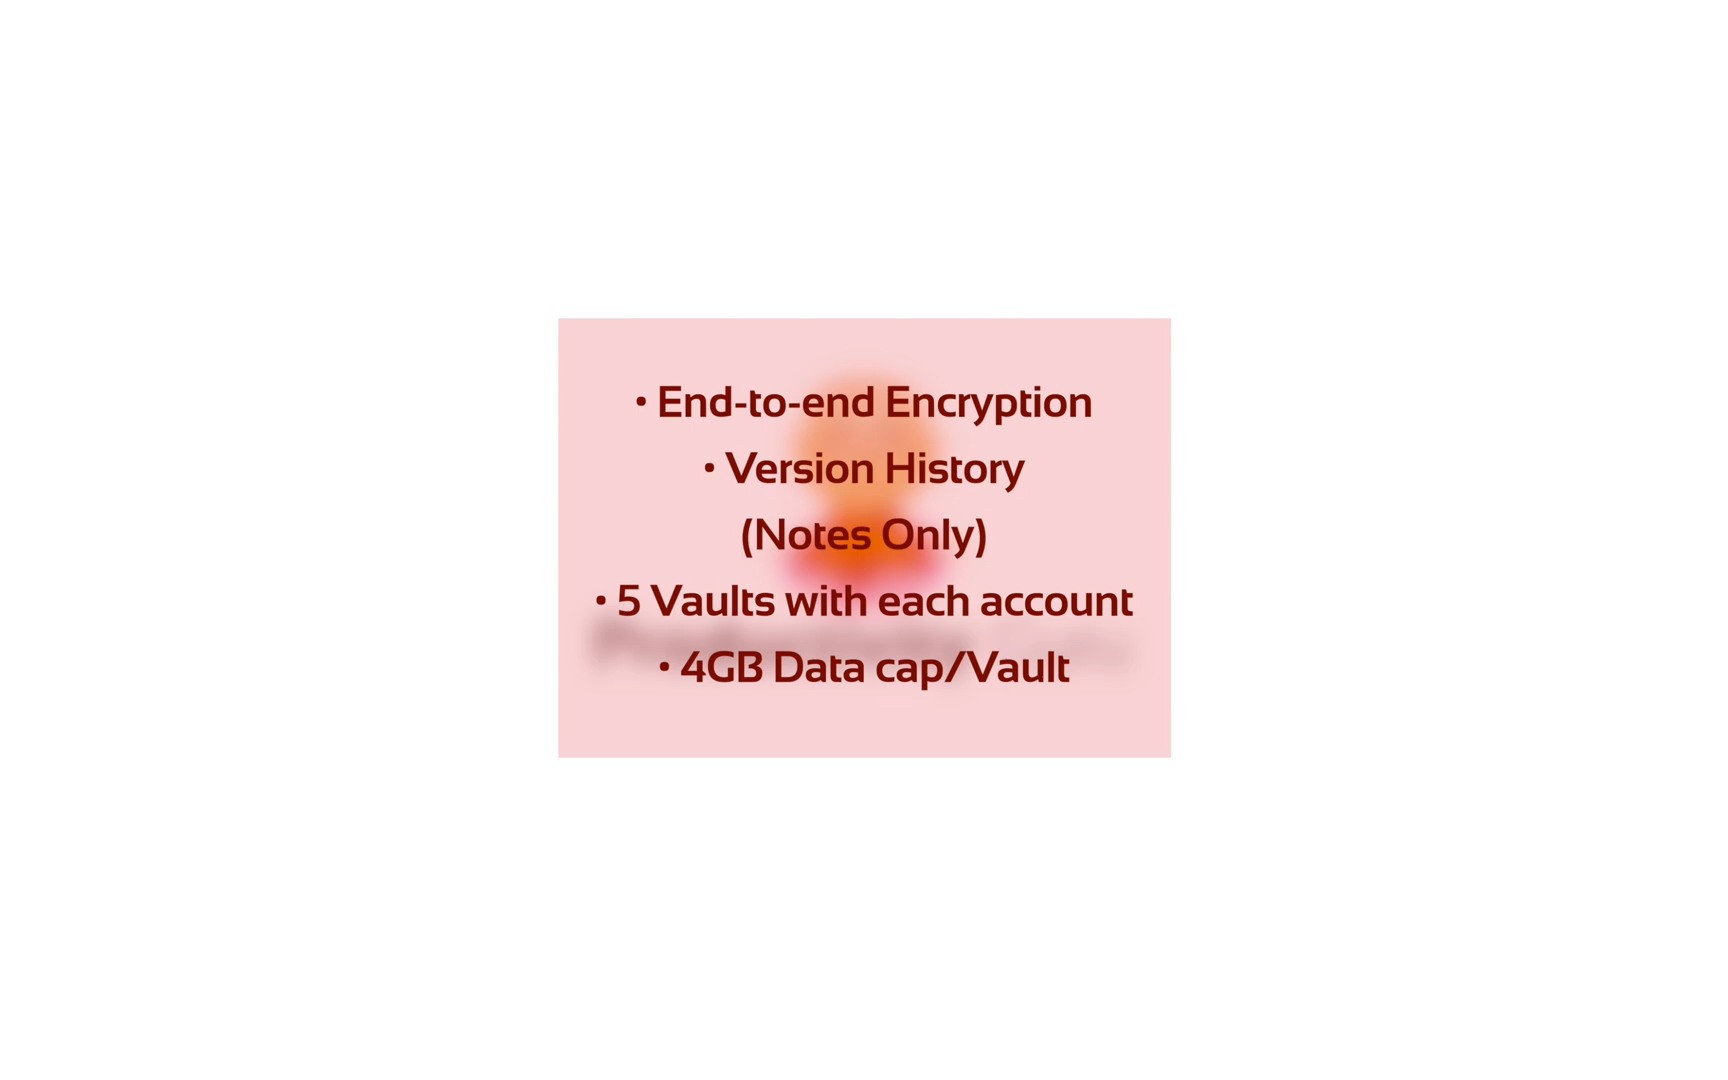 • End-to-end Encryption
• Version History
(Notes Only)
• 5 Vaults with each account
• 4GB Data cap/Vault